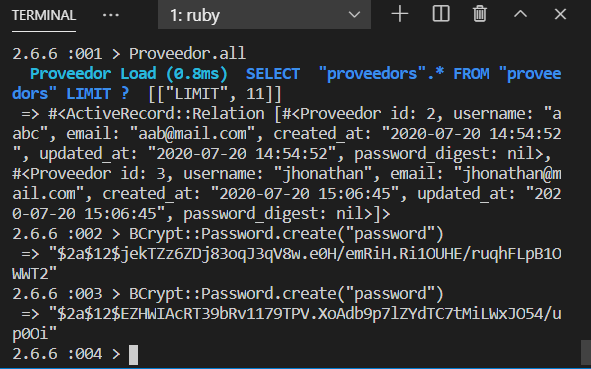 TERMINAL ... 1: ruby
2.6.6 :001 > Proveedor.all
Proveedor Load (0.8ms) SELECT "proveedors".* FROM "provee
dors" LIMIT ? [["LIMIT", 11]]
=> #<ActiveRecord::Relation [#<Proveedor id: 2, username: "a
abc", email: "aab@mail.com", created_at: "2020-07-20 14:54:52
", updated_at: "2020-07-20 14:54:52", password_digest: nil>,
#<Proveedor id: 3, username: "jhonathan", email: "jhonathan@m
ail.com", created_at: "2020-07-20 15:06:45", updated_at: "202
0-07-20 15:06:45", password_digest: nil>]>
2.6.6 :002 > BCrypt::Password.create("password")
=> "$2a$12$jekTZz6ZDj83oqJ3qV8w.e0H/emRiH.Ri1OUHE/ruqhFLpB1O
WWT2"
2.6.6 :003 > BCrypt::Password.create("password")
=> "$2a$12$EZHWIAcRT39bRv1179TPV.XoAdb9p7lZYdTC7tMiLWxJO54/u
p0Oi"
2.6.6 :004 >